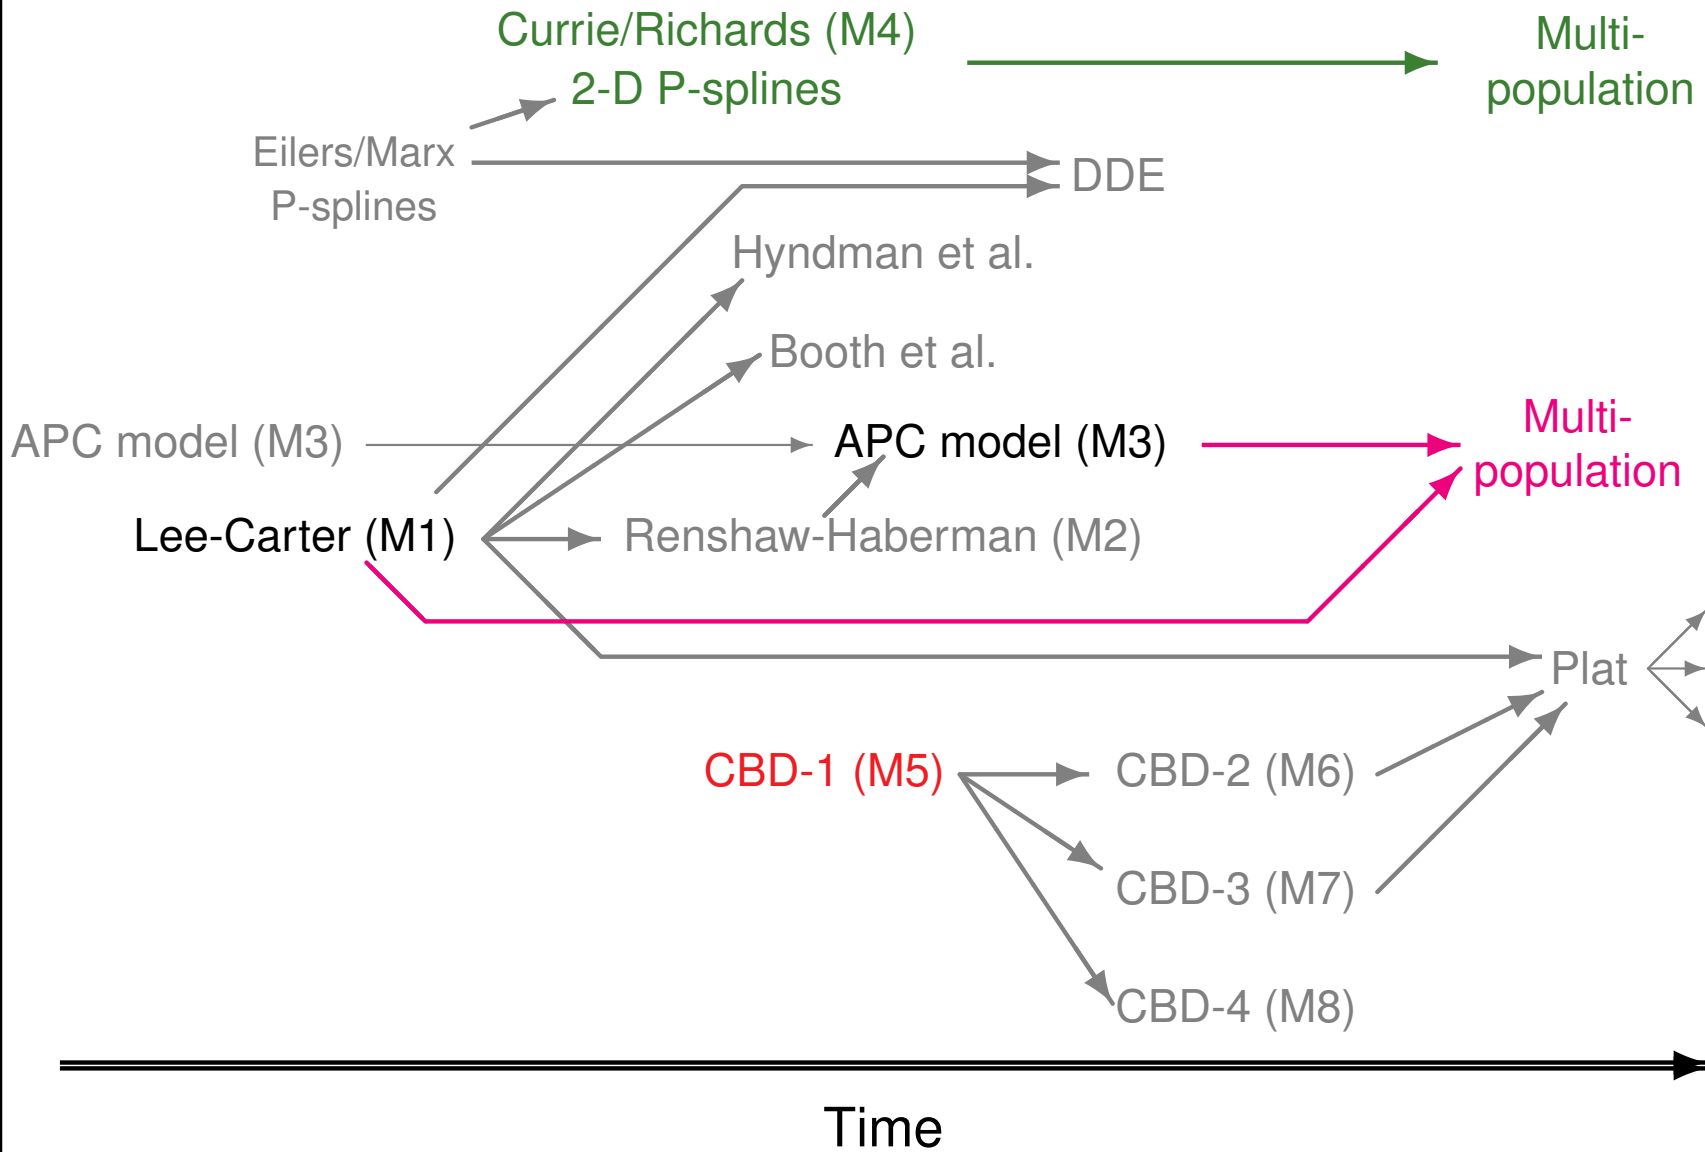 Currie/Richards (M4)
2-D P-splines
Multi-
population
Eilers/Marx
P-splines
DDE
Hyndman et al.
Booth et al.
APC model (M3)
APC model (M3)
Multi-
population
Lee-Carter (M1)
Renshaw-Haberman (M2)
Plat
CBD-1 (M5)
CBD-2 (M6)
CBD-3 (M7)
CBD-4 (M8)
Time